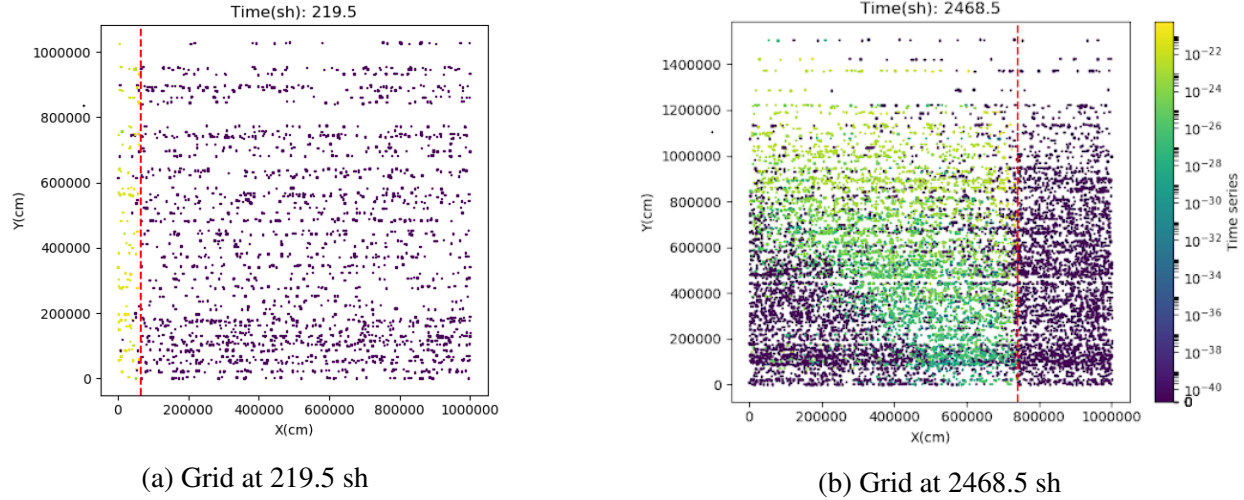 Time(sh): 219.5
1000000
800000
600000
400000
200000
0
Y(cm)
0 200000 400000 600000 800000 1000000
X(cm)
(a) Grid at 219.5 sh
Time(sh): 2468.5
1400000
1200000
1000000
800000
600000
400000
200000
0
Y(cm)
0 200000 400000 600000 800000 1000000
X(cm)
10⁻²²
10⁻²⁴
10⁻²⁶
10⁻²⁸
10⁻³⁰
10⁻³²
10⁻³⁴
10⁻³⁶
10⁻³⁸
10⁻⁴⁰
0
Time series
(b) Grid at 2468.5 sh